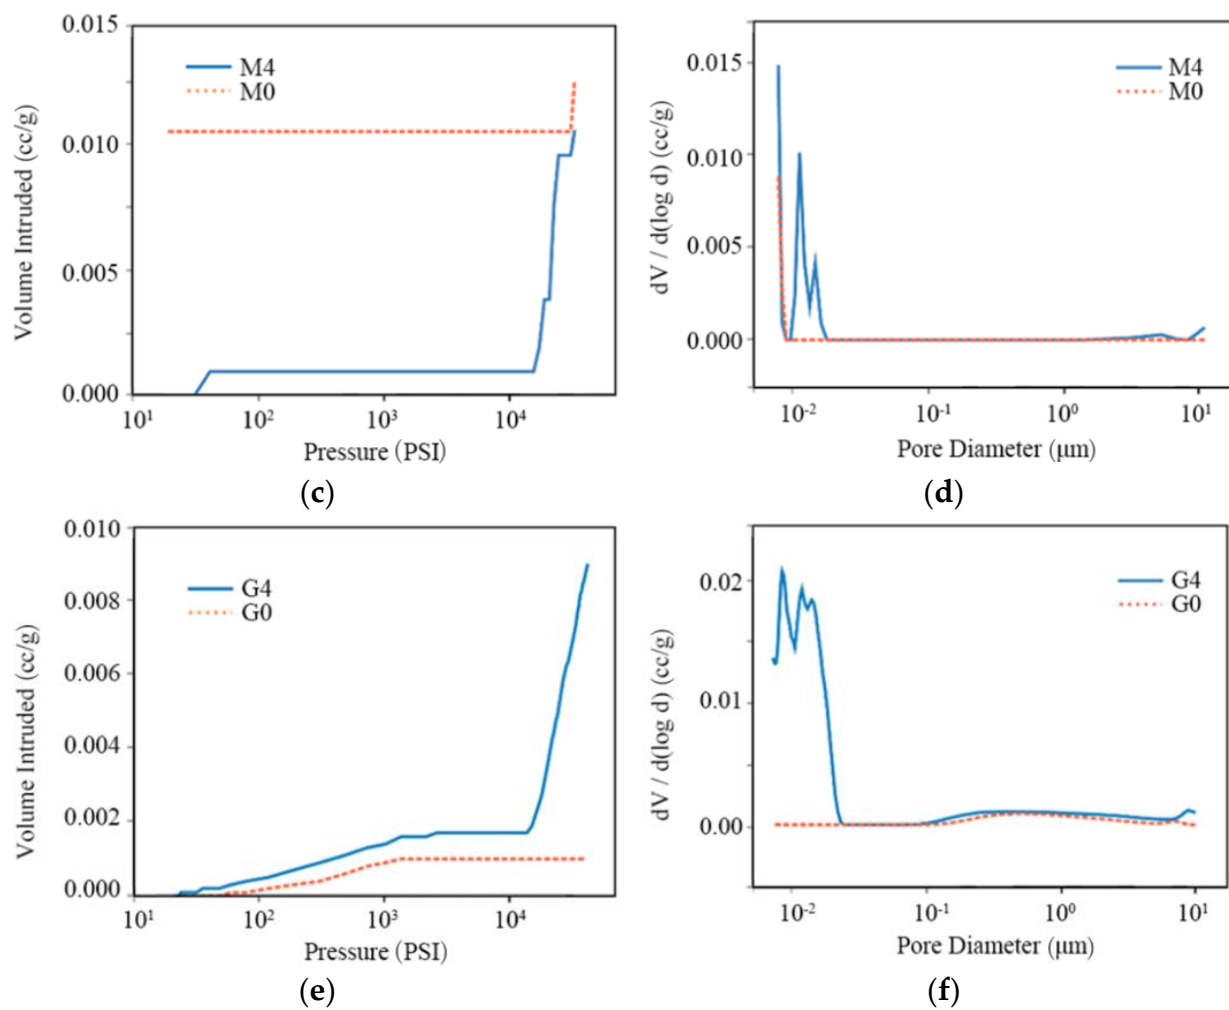 0.015
0.010
0.005
0.000
Volume Intruded (cc/g)
M4
M0
10¹
10²
10³
10⁴
Pressure (PSI)
(c)
0.015
0.010
0.005
0.000
dV / d(log d) (cc/g)
M4
M0
10⁻²
10⁻¹
10⁰
10¹
Pore Diameter (μm)
(d)
0.010
0.008
0.006
0.004
0.002
0.000
Volume Intruded (cc/g)
G4
G0
10¹
10²
10³
10⁴
Pressure (PSI)
(e)
0.02
0.01
0.00
dV / d(log d) (cc/g)
G4
G0
10⁻²
10⁻¹
10⁰
10¹
Pore Diameter (μm)
(f)